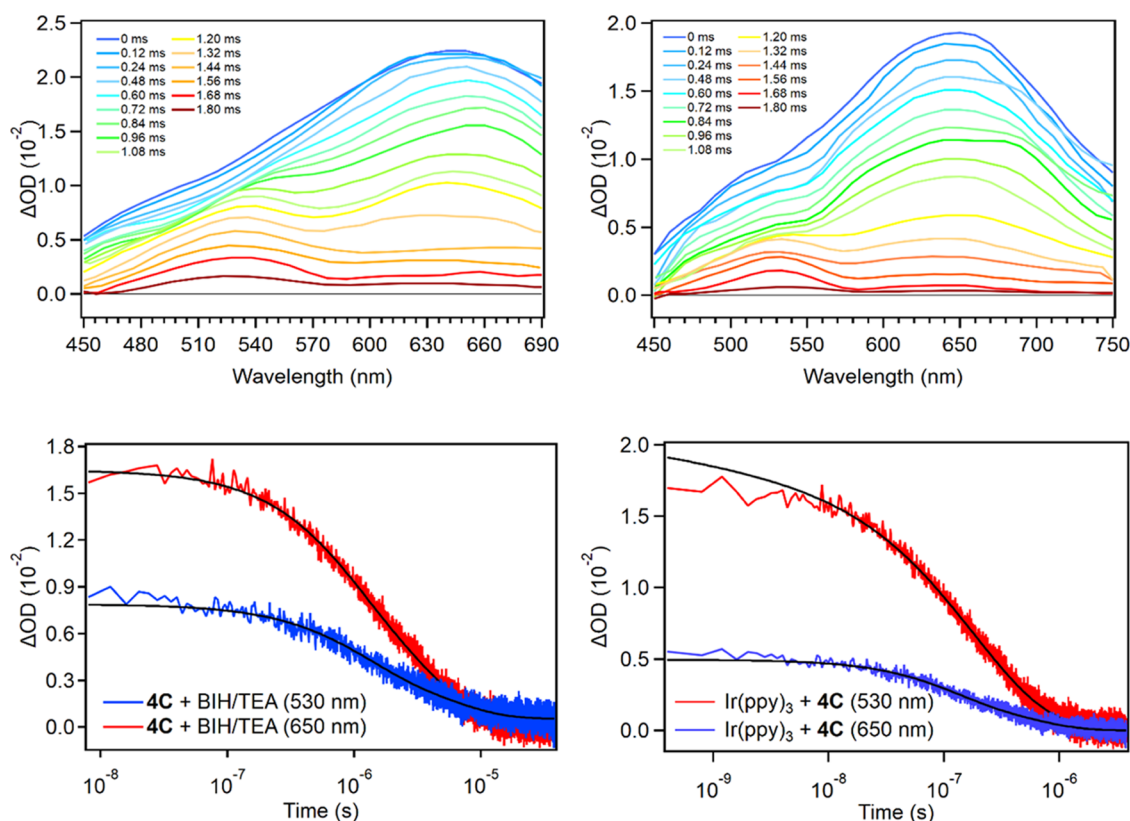 2.5
2.0
1.5
1.0
0.5
0.0
ΔOD (10⁻²)
0 ms
0.12 ms
0.24 ms
0.48 ms
0.60 ms
0.72 ms
0.84 ms
0.96 ms
1.08 ms
1.20 ms
1.32 ms
1.44 ms
1.56 ms
1.68 ms
1.80 ms
450 480 510 540 570 600 630 660 690
Wavelength (nm)
2.0
1.5
1.0
0.5
0.0
ΔOD (10⁻²)
0 ms
0.12 ms
0.24 ms
0.48 ms
0.60 ms
0.72 ms
0.84 ms
0.96 ms
1.08 ms
1.20 ms
1.32 ms
1.44 ms
1.56 ms
1.68 ms
1.80 ms
450 500 550 600 650 700 750
Wavelength (nm)
1.8
1.5
1.2
0.9
0.6
0.3
0.0
ΔOD (10⁻²)
4C + BIH/TEA (530 nm)
4C + BIH/TEA (650 nm)
10⁻⁸ 10⁻⁷ 10⁻⁶ 10⁻⁵
Time (s)
2.0
1.5
1.0
0.5
0.0
ΔOD (10⁻²)
Ir(ppy)₃ + 4C (530 nm)
Ir(ppy)₃ + 4C (650 nm)
10⁻⁹ 10⁻⁸ 10⁻⁷ 10⁻⁶
Time (s)